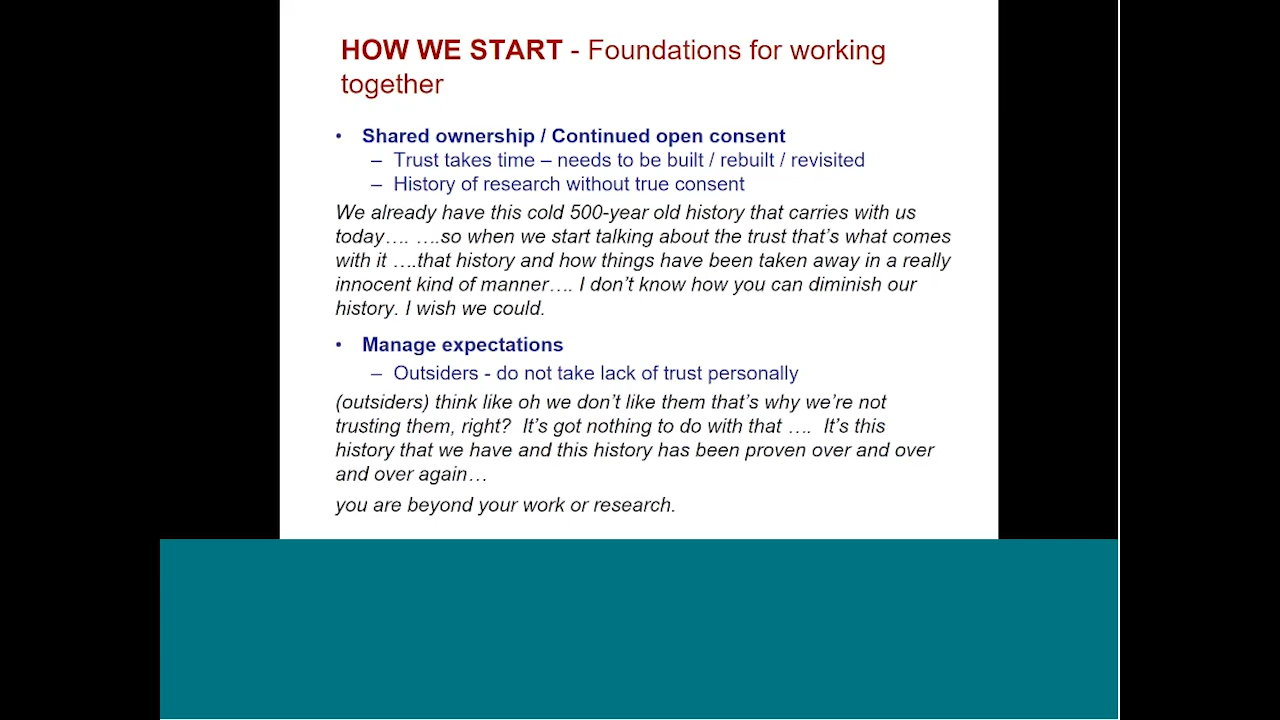 HOW WE START - Foundations for working
together
• Shared ownership / Continued open consent
– Trust takes time – needs to be built / rebuilt / revisited
– History of research without true consent
We already have this cold 500-year old history that carries with us
today…. ….so when we start talking about the trust that’s what comes
with it ….that history and how things have been taken away in a really
innocent kind of manner…. I don’t know how you can diminish our
history. I wish we could.
• Manage expectations
– Outsiders - do not take lack of trust personally
(outsiders) think like oh we don’t like them that’s why we’re not
trusting them, right?  It’s got nothing to do with that ….  It’s this
history that we have and this history has been proven over and over
and over again…
you are beyond your work or research.